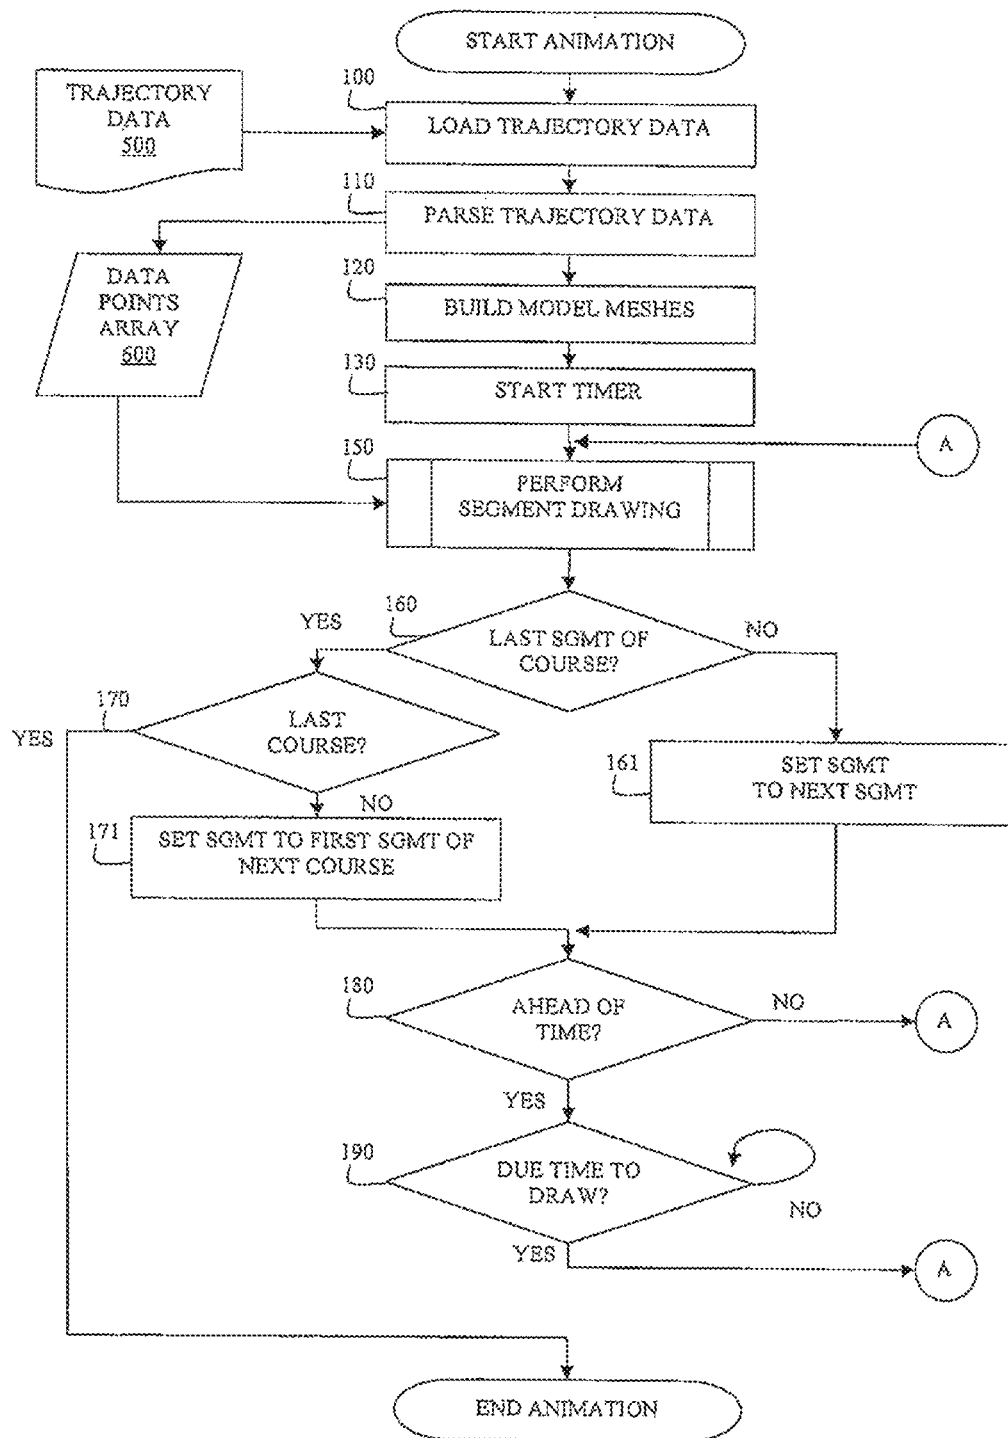 START ANIMATION
TRAJECTORY
DATA
500
100
LOAD TRAJECTORY DATA
110
PARSE TRAJECTORY DATA
DATA
POINTS
ARRAY
600
120
BUILD MODEL MESHES
130
START TIMER
A
150
PERFORM
SEGMENT DRAWING
160
YES
LAST SGMT OF
COURSE?
NO
170
YES
LAST
COURSE?
NO
161
SET SGMT
TO NEXT SGMT
171
SET SGMT TO FIRST SGMT OF
NEXT COURSE
180
AHEAD OF
TIME?
NO
A
YES
190
DUE TIME TO
DRAW?
NO
YES
A
END ANIMATION